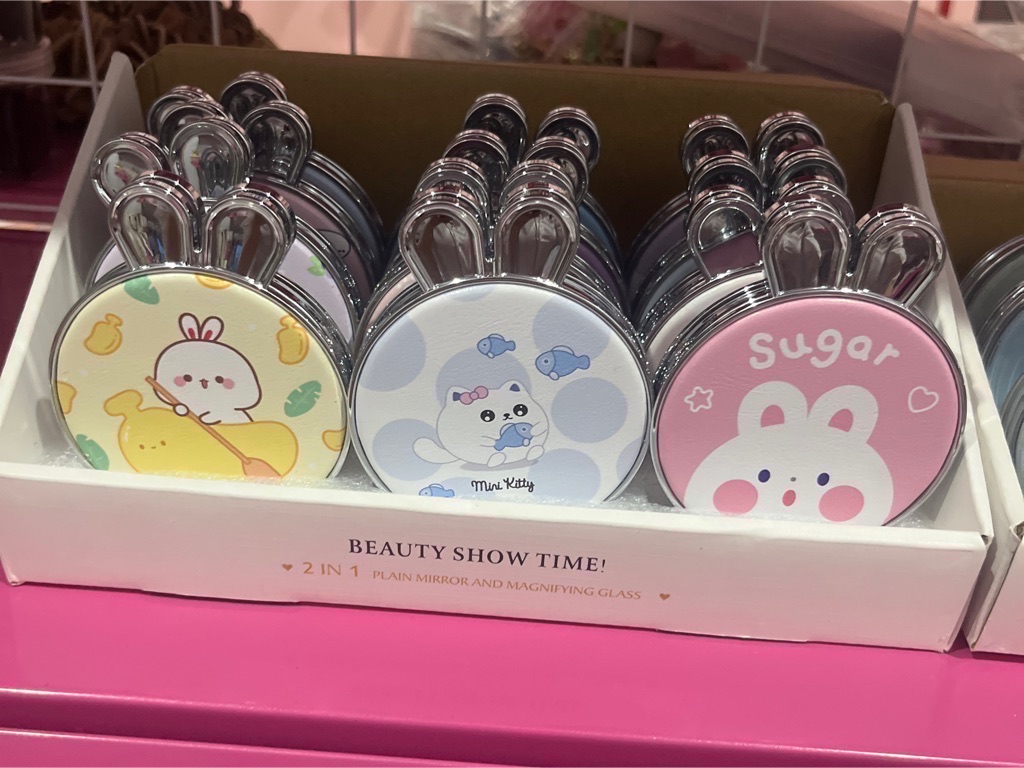 sugar
Mini Kitty
BEAUTY SHOW TIME!
2 IN 1 PLAIN MIRROR AND MAGNIFYING GLASS